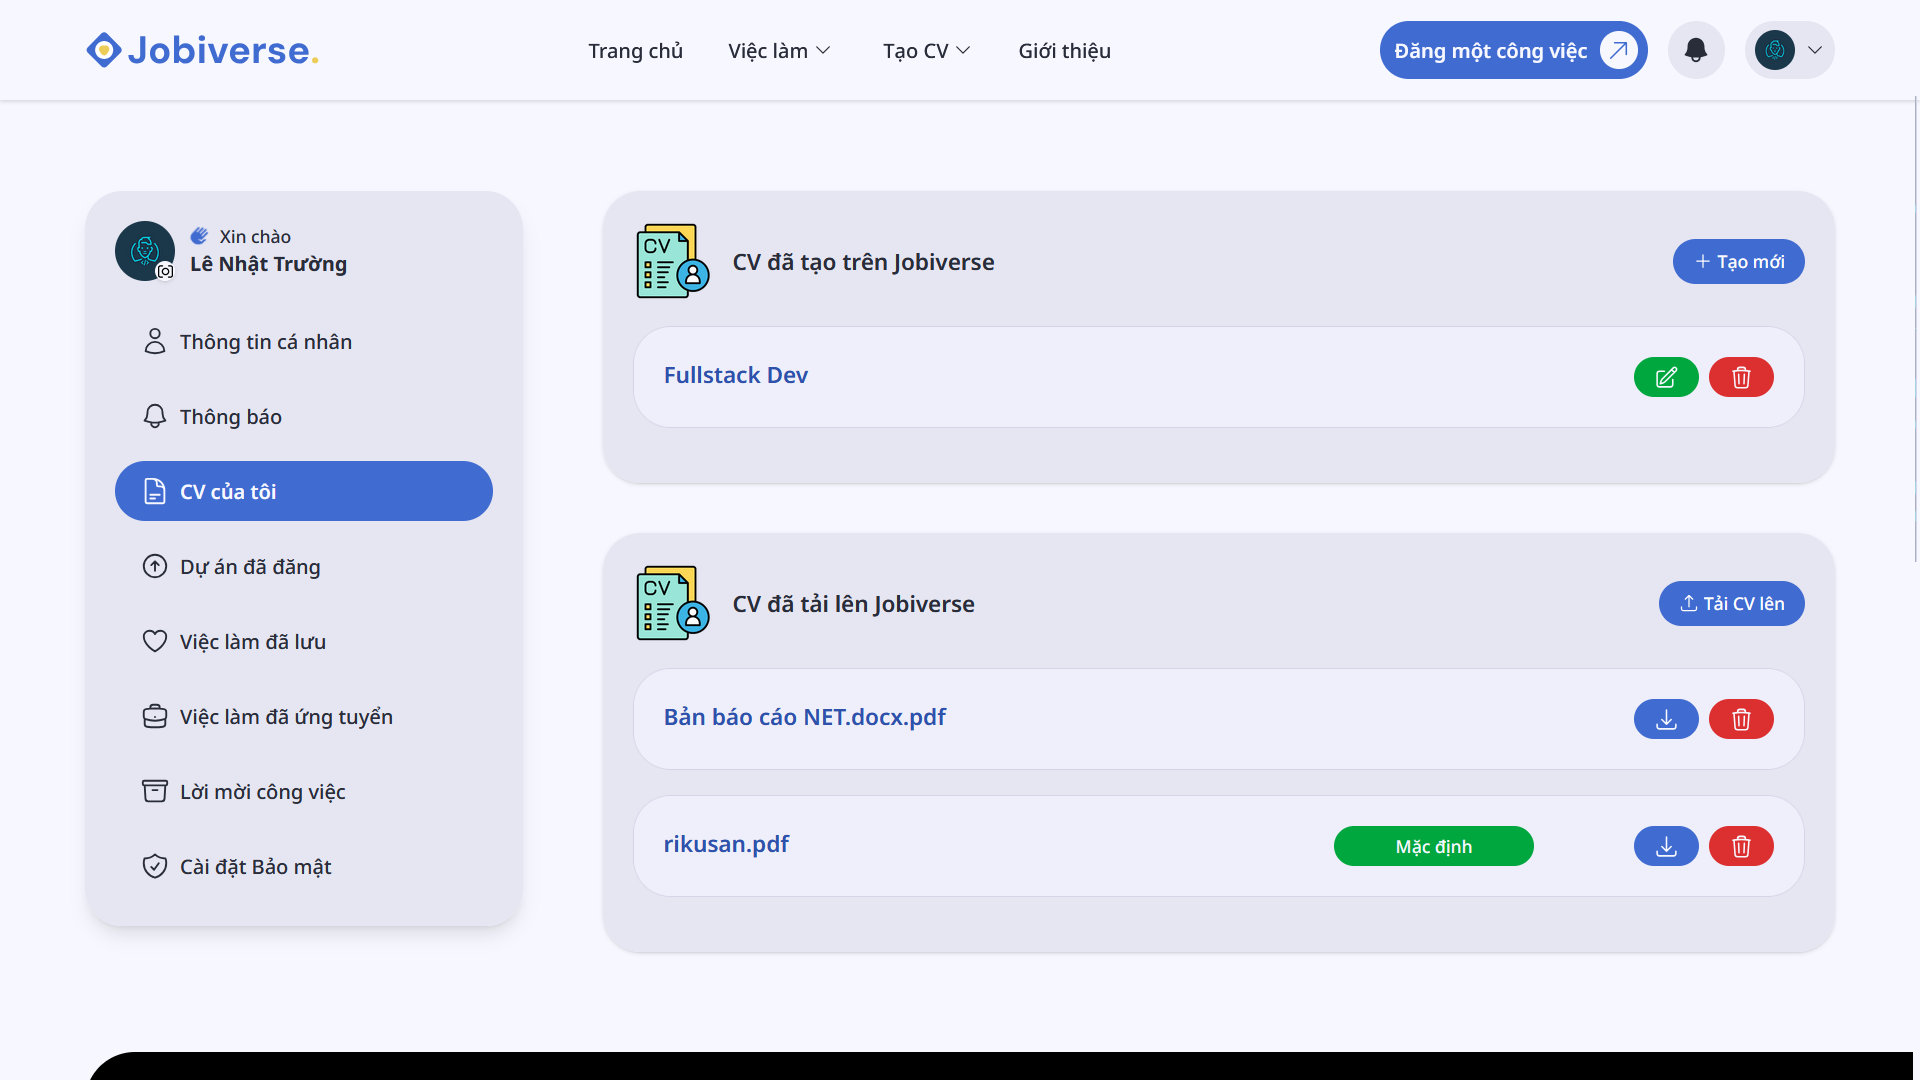 Jobiverse.
Trang chủ
Việc làm
Tạo CV
Giới thiệu
Đăng một công việc
Xin chào
Lê Nhật Trường
Thông tin cá nhân
Thông báo
CV của tôi
Dự án đã đăng
Việc làm đã lưu
Việc làm đã ứng tuyển
Lời mời công việc
Cài đặt Bảo mật
CV
CV đã tạo trên Jobiverse
Tạo mới
Fullstack Dev
CV
CV đã tải lên Jobiverse
Tải CV lên
Bản báo cáo NET.docx.pdf
rikusan.pdf
Mặc định